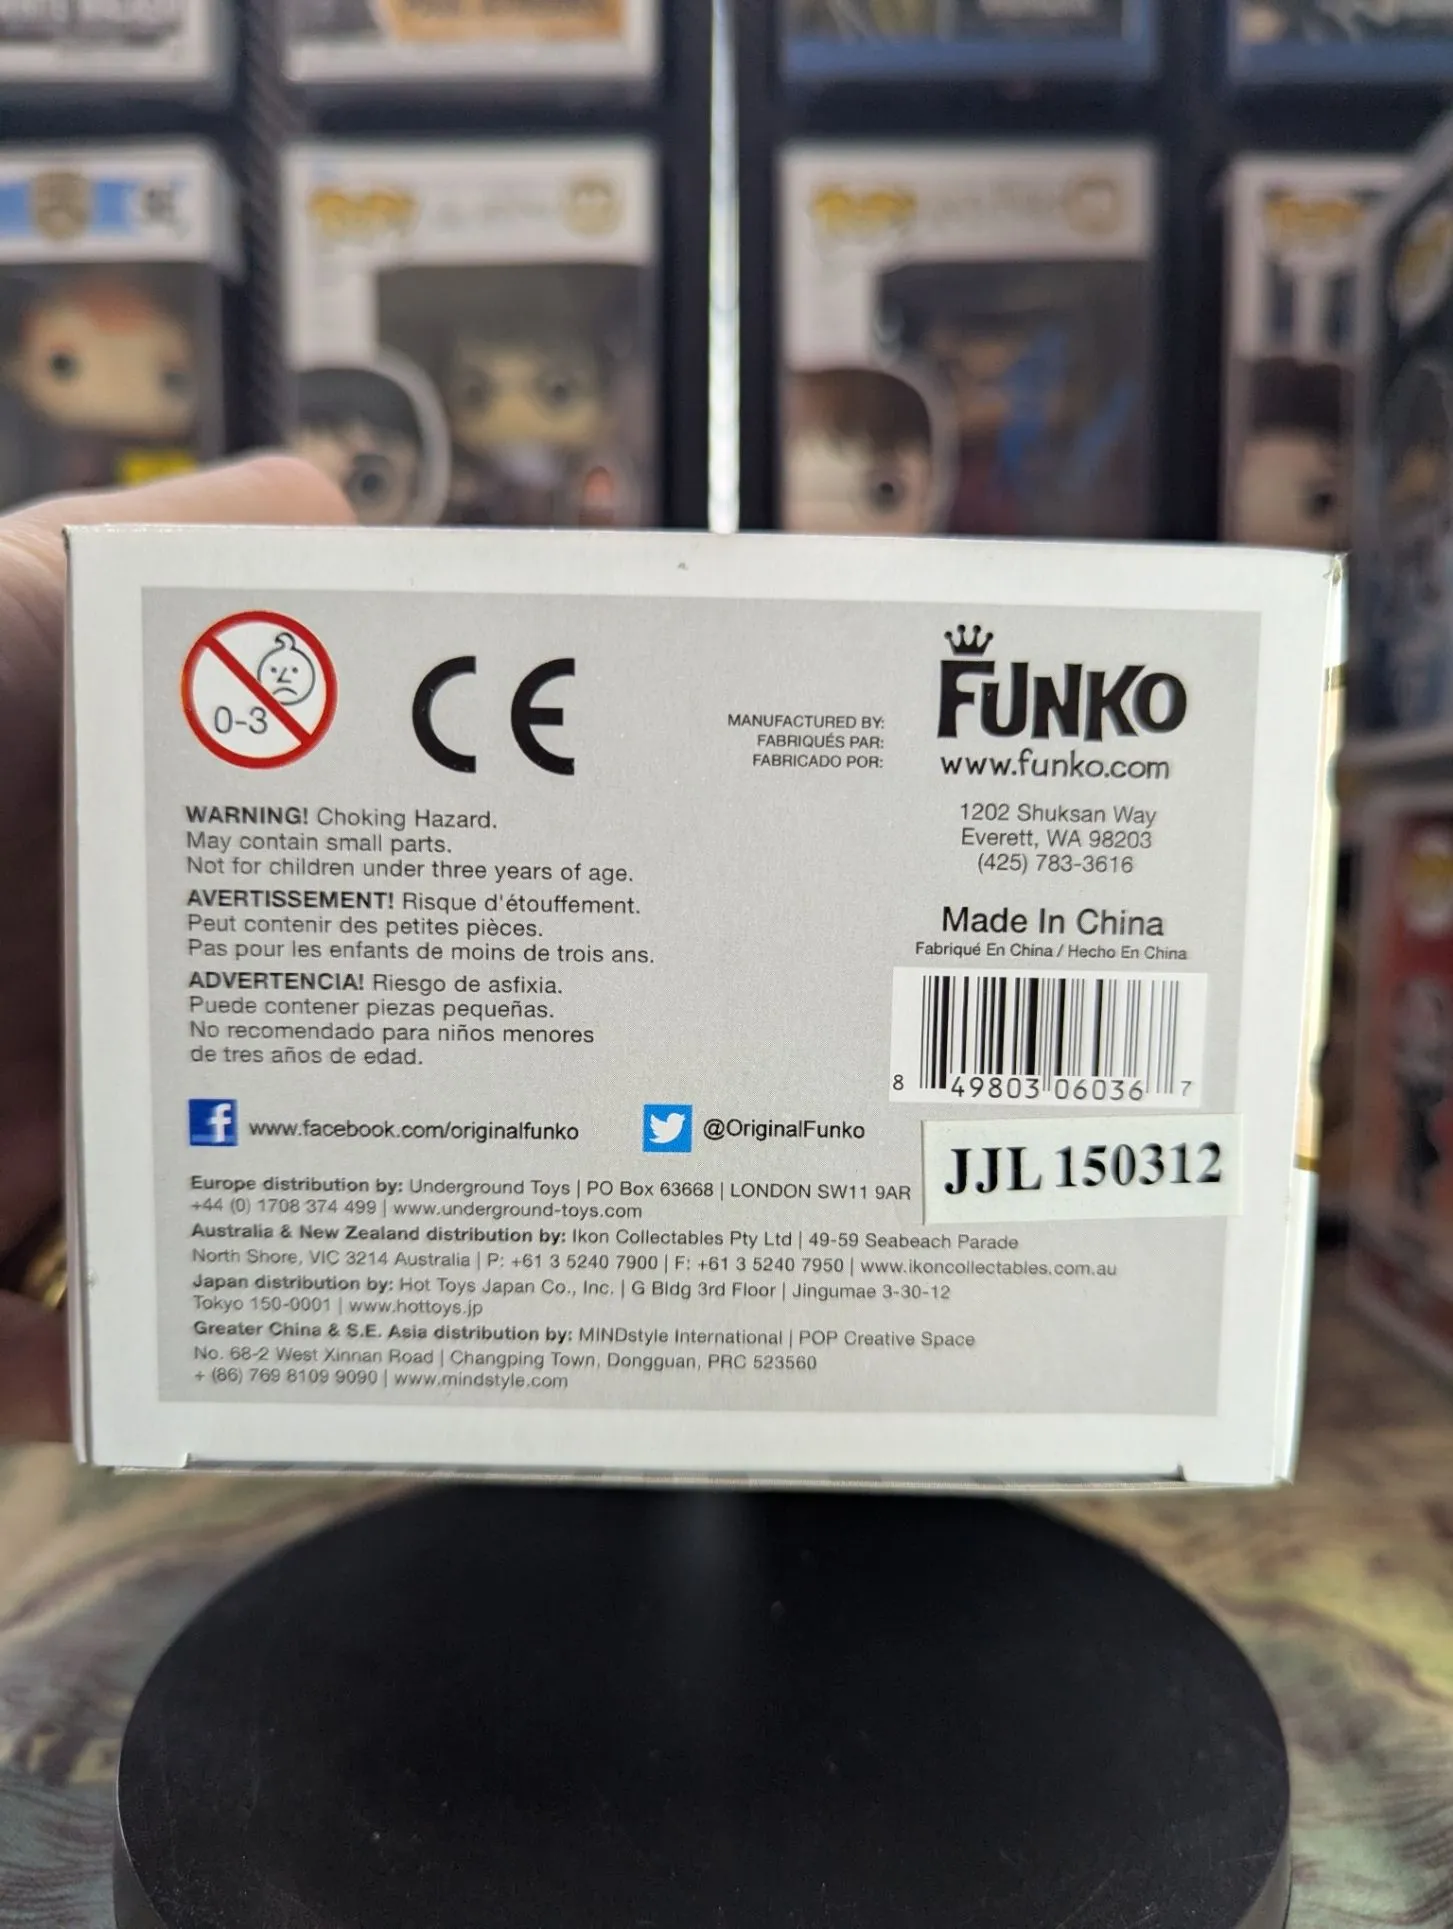 0-3
CE
MANUFACTURED BY:
FABRIQUÉS PAR:
FABRICADO POR:
FUNKO
www.funko.com
1202 Shuksan Way
Everett, WA 98203
(425) 783-3616
WARNING! Choking Hazard.
May contain small parts.
Not for children under three years of age.
AVERTISSEMENT! Risque d'étouffement.
Peut contenir des petites pièces.
Pas pour les enfants de moins de trois ans.
ADVERTENCIA! Riesgo de asfixia.
Puede contener piezas pequeñas.
No recomendado para niños menores
de tres años de edad.
Made In China
Fabriqué En China / Hecho En China
8 49803 06036 7
f www.facebook.com/originalfunko
@OriginalFunko
JJL 150312
Europe distribution by: Underground Toys | PO Box 63668 | LONDON SW11 9AR
+44 (0) 1708 374 499 | www.underground-toys.com
Australia & New Zealand distribution by: Ikon Collectables Pty Ltd | 49-59 Seabeach Parade
North Shore, VIC 3214 Australia | P: +61 3 5240 7900 | F: +61 3 5240 7950 | www.ikoncollectables.com.au
Japan distribution by: Hot Toys Japan Co., Inc. | G Bldg 3rd Floor | Jingumae 3-30-12
Tokyo 150-0001 | www.hottoys.jp
Greater China & S.E. Asia distribution by: MINDstyle International | POP Creative Space
No. 68-2 West Xinnan Road | Changping Town, Dongguan, PRC 523560
+ (86) 769 8109 9090 | www.mindstyle.com